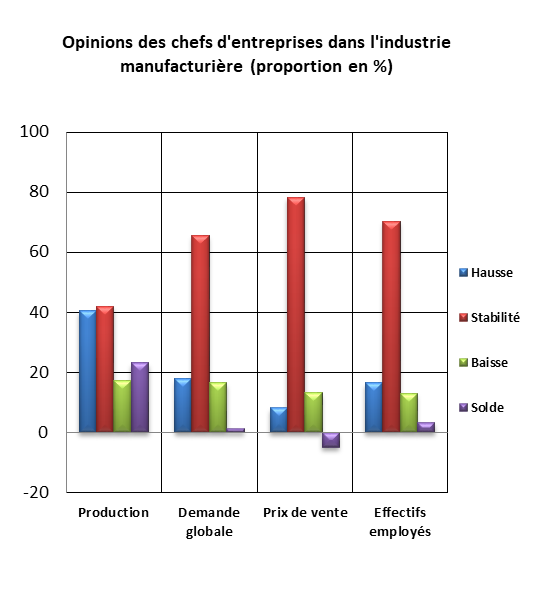 Opinions des chefs d'entreprises dans l'industrie
manufacturière (proportion en %)
100
80
60
40
20
0
-20
Hausse
Stabilité
Baisse
Solde
Production
Demande
globale
Prix de vente
Effectifs
employés